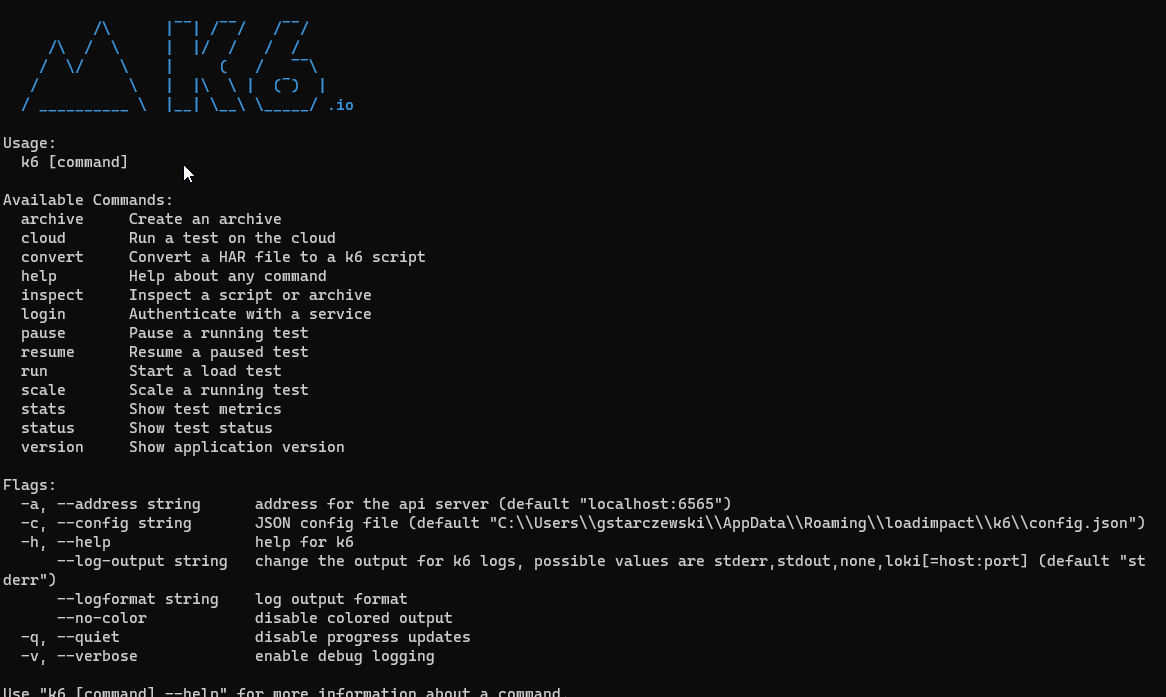 /\      |‾‾| /‾‾/   /‾‾/
     /\  /  \     |  |/  /   /  /
    /  \/    \    |     (   /   ‾‾\
   /          \   |  |\  \ |  (‾)  |
  / __________ \  |__| \__\ \_____/ .io

Usage:
  k6 [command]

Available Commands:
  archive     Create an archive
  cloud       Run a test on the cloud
  convert     Convert a HAR file to a k6 script
  help        Help about any command
  inspect     Inspect a script or archive
  login       Authenticate with a service
  pause       Pause a running test
  resume      Resume a paused test
  run         Start a load test
  scale       Scale a running test
  stats       Show test metrics
  status      Show test status
  version     Show application version

Flags:
  -a, --address string      address for the api server (default "localhost:6565")
  -c, --config string       JSON config file (default "C:\\Users\\gstarczewski\\AppData\\Roaming\\loadimpact\\k6\\config.json")
  -h, --help                help for k6
      --log-output string   change the output for k6 logs, possible values are stderr,stdout,none,loki[=host:port] (default "st
derr")
      --logformat string    log output format
      --no-color            disable colored output
  -q, --quiet               disable progress updates
  -v, --verbose             enable debug logging

Use "k6 [command] --help" for more information about a command.